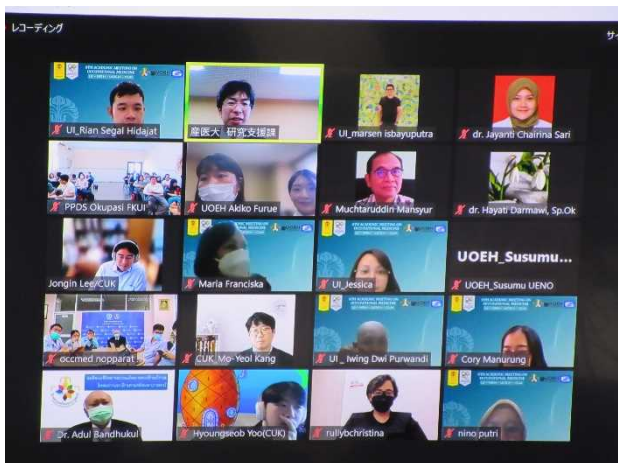 レコーディング
UI_Rian Segal Hidajat
産医大 研究支援課
UI_marsen isbayuputra
dr. Jayanti Chairina Sari
PPDS Okupasi FKUI
UOEH Akiko Furue
Muchtaruddin Mansyur
dr. Hayati Darmawi, Sp.Ok
Jongin Lee/CUK
Maria Franciska
UI_Jessica
UOEH_Susumu...
UOEH_Susumu UENO
occmed nopparat
CUK_Mo-Yeol Kang
UI _ Iwing Dwi Purwandi
Cory Manurung
Dr. Adul Bandhukul
Hyoungseob Yoo(CUK)
ruliybchristina
nino putri